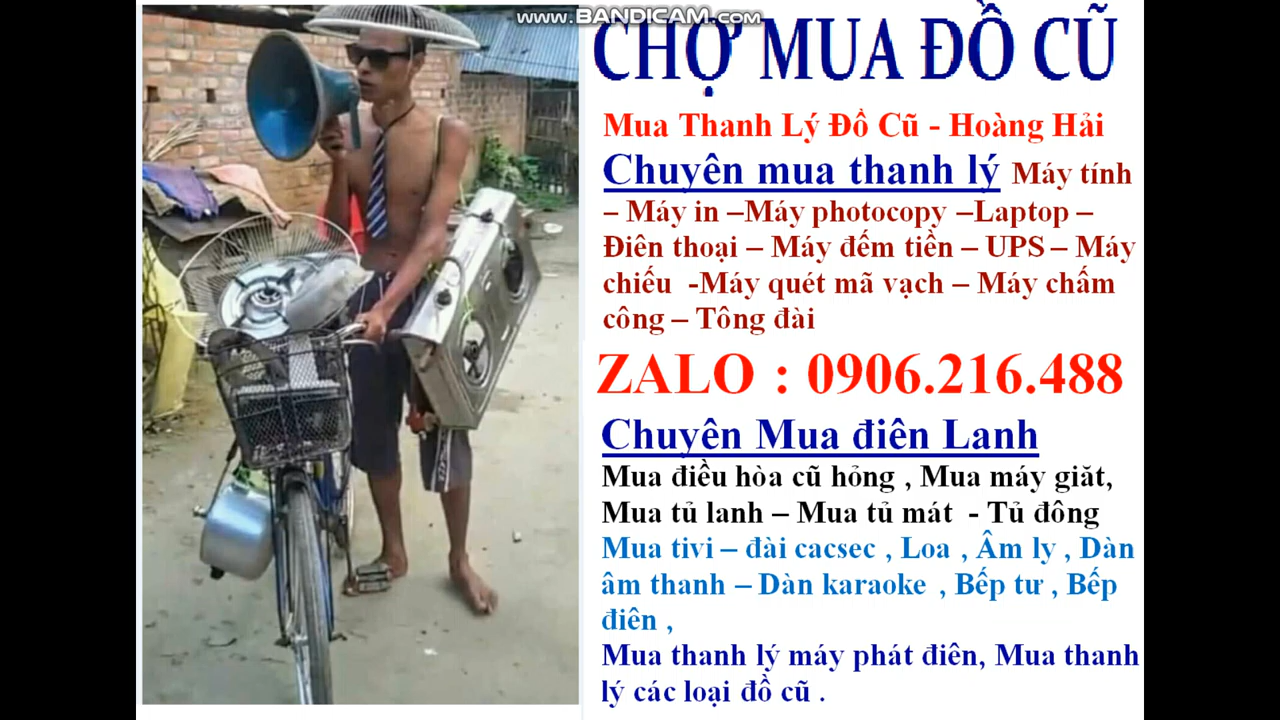 www.BANDICAM.com
CHỢ MUA ĐỒ CŨ
Mua Thanh Lý Đồ Cũ - Hoàng Hải
Chuyên mua thanh lý Máy tính
– Máy in –Máy photocopy –Laptop –
Điên thoại – Máy đếm tiền – UPS – Máy
chiếu -Máy quét mã vạch – Máy chấm
công – Tông đài
ZALO : 0906.216.488
Chuyên Mua điên Lanh
Mua điều hòa cũ hỏng , Mua máy giăt,
Mua tủ lanh – Mua tủ mát - Tủ đông
Mua tivi – đài cacsec , Loa , Âm ly , Dàn
âm thanh – Dàn karaoke , Bếp tư , Bếp
điên ,
Mua thanh lý máy phát điên, Mua thanh
lý các loại đồ cũ .